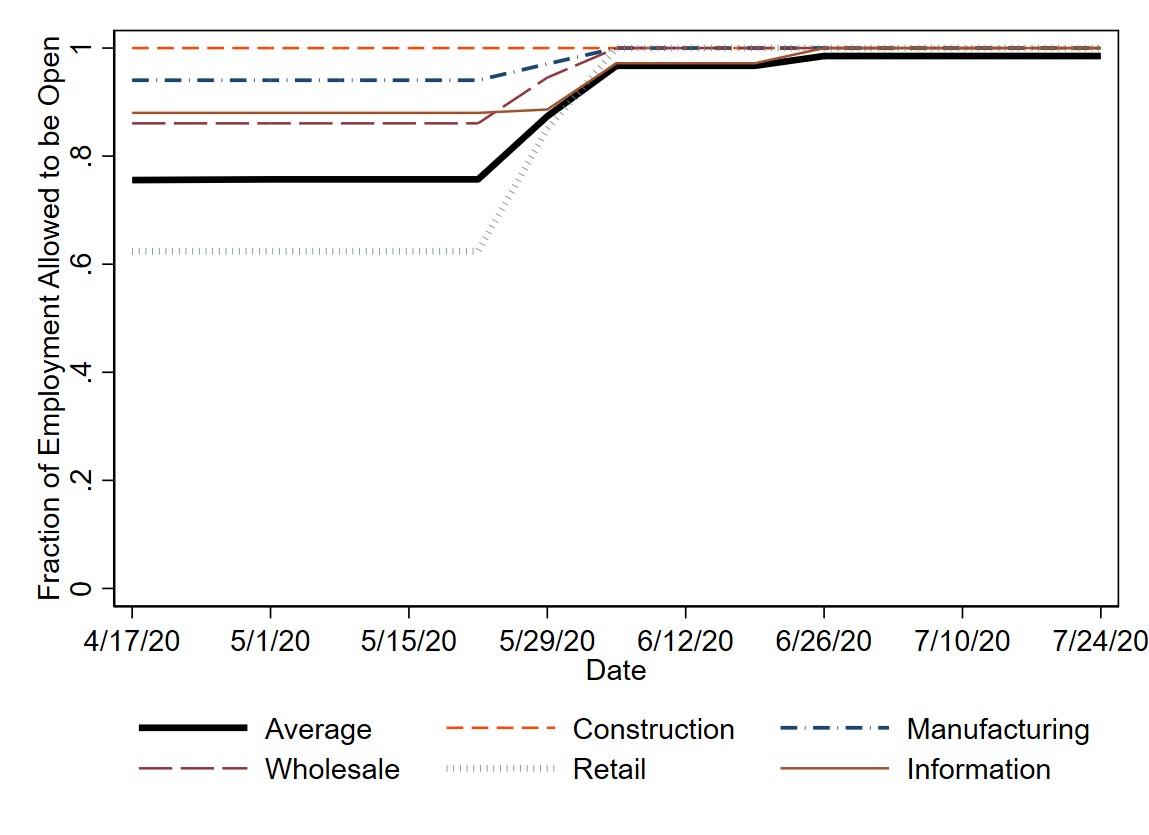 Fraction of Employment Allowed to be Open
1
.8
.6
.4
.2
0
4/17/20 5/1/20 5/15/20 5/29/20 6/12/20 6/26/20 7/10/20 7/24/20
Date
Average Construction Manufacturing
Wholesale Retail Information